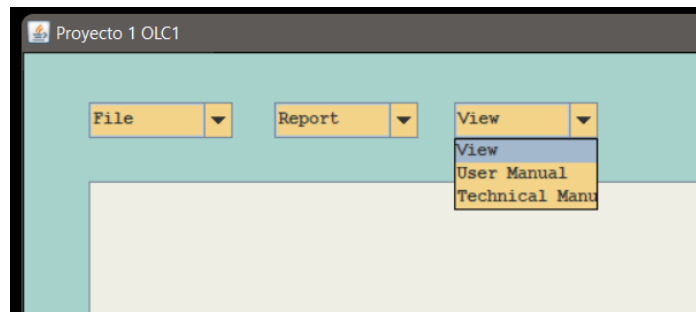 Proyecto 1 OLC1
File Report View
View
User Manual
Technical Manu